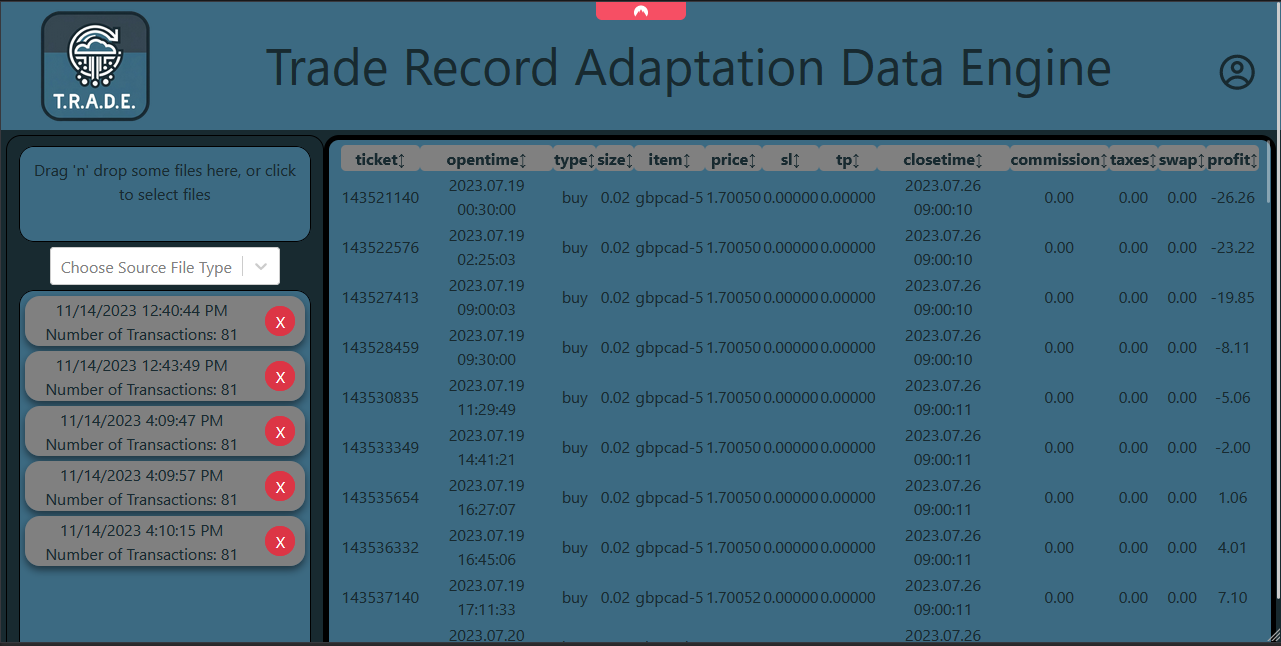 T.R.A.D.E.
Trade Record Adaptation Data Engine
Drag 'n' drop some files here, or click
to select files
Choose Source File Type
11/14/2023 12:40:44 PM
Number of Transactions: 81
X
11/14/2023 12:43:49 PM
Number of Transactions: 81
X
11/14/2023 4:09:47 PM
Number of Transactions: 81
X
11/14/2023 4:09:57 PM
Number of Transactions: 81
X
11/14/2023 4:10:15 PM
Number of Transactions: 81
X
ticket↕ opentime↕ type↕ size↕ item↕ price↕ sl↕ tp↕ closetime↕ commission↕ taxes↕ swap↕ profit↕
2023.07.19 2023.07.26
143521140 buy 0.02 gbpcad-5 1.70050 0.00000 0.00000 0.00 0.00 0.00 -26.26
00:30:00 09:00:10
2023.07.19 2023.07.26
143522576 buy 0.02 gbpcad-5 1.70050 0.00000 0.00000 0.00 0.00 0.00 -23.22
02:25:03 09:00:10
2023.07.19 2023.07.26
143527413 buy 0.02 gbpcad-5 1.70050 0.00000 0.00000 0.00 0.00 0.00 -19.85
09:00:03 09:00:10
2023.07.19 2023.07.26
143528459 buy 0.02 gbpcad-5 1.70050 0.00000 0.00000 0.00 0.00 0.00 -8.11
09:30:00 09:00:10
2023.07.19 2023.07.26
143530835 buy 0.02 gbpcad-5 1.70050 0.00000 0.00000 0.00 0.00 0.00 -5.06
11:29:49 09:00:11
2023.07.19 2023.07.26
143533349 buy 0.02 gbpcad-5 1.70050 0.00000 0.00000 0.00 0.00 0.00 -2.00
14:41:21 09:00:11
2023.07.19 2023.07.26
143535654 buy 0.02 gbpcad-5 1.70050 0.00000 0.00000 0.00 0.00 0.00 1.06
16:27:07 09:00:11
2023.07.19 2023.07.26
143536332 buy 0.02 gbpcad-5 1.70050 0.00000 0.00000 0.00 0.00 0.00 4.01
16:45:06 09:00:11
2023.07.19 2023.07.26
143537140 buy 0.02 gbpcad-5 1.70052 0.00000 0.00000 0.00 0.00 0.00 7.10
17:11:33 09:00:11
2023.07.20 2023.07.26